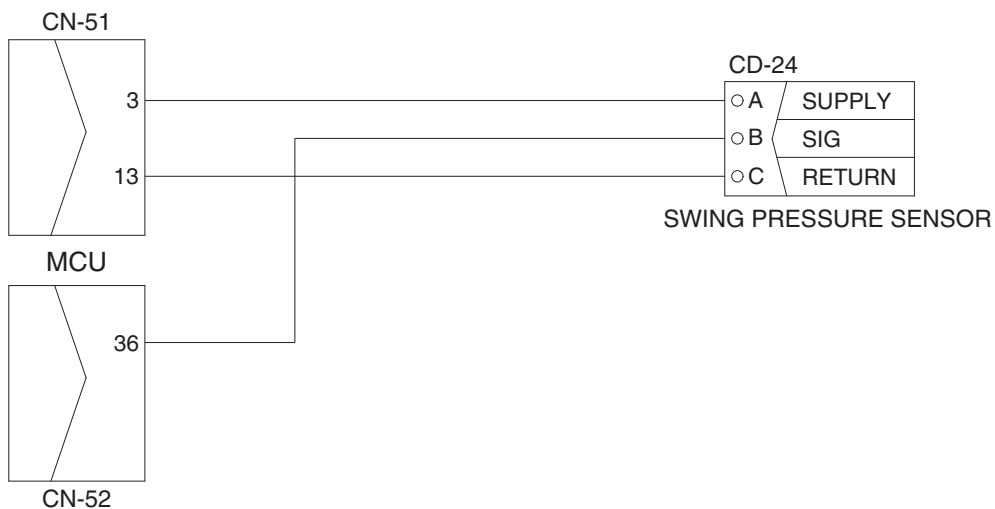 CN-51
3
13
MCU
36
CN-52
CD-24
A SUPPLY
B SIG
C RETURN
SWING PRESSURE SENSOR